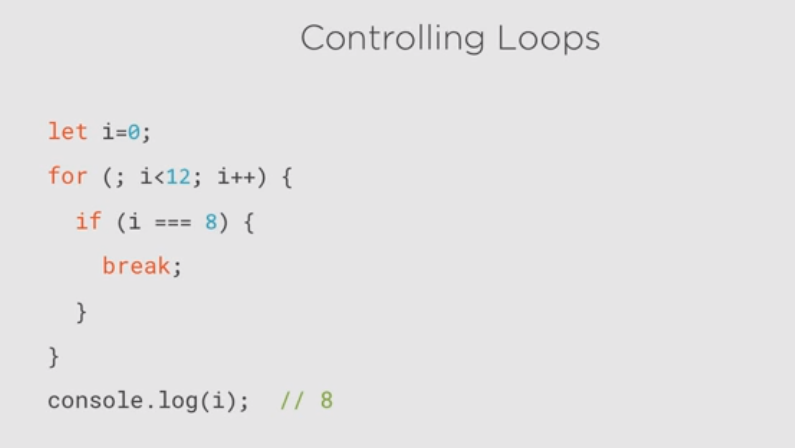 Controlling Loops
let i=0;
for (; i<12; i++) {
  if (i === 8) {
    break;
  }
}
console.log(i);  // 8